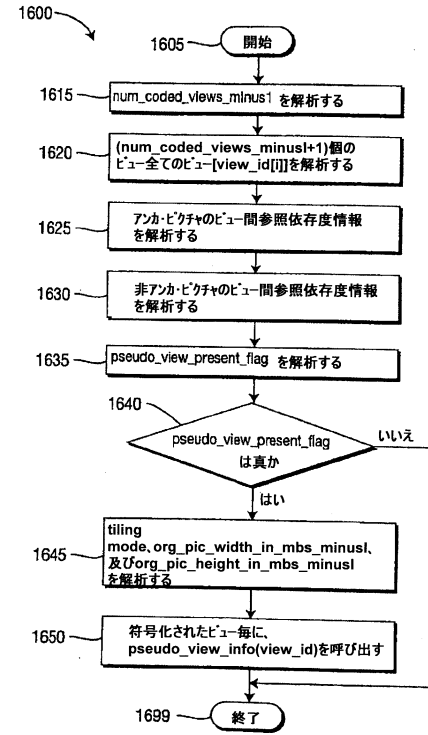 1600
1605
開始
1615
num_coded_views_minus1 を解析する
1620
(num_coded_views_minusI+1)個の
ﾋﾞｭｰ全てのﾋﾞｭｰ[view_id[i]]を解析する
1625
ｱﾝｶ・ﾋﾟｸﾁｬのﾋﾞｭｰ間参照依存度情報
を解析する
1630
非ｱﾝｶ・ﾋﾟｸﾁｬのﾋﾞｭｰ間参照依存度情報
を解析する
1635
pseudo_view_present_flag を解析する
1640
pseudo_view_present_flag
は真か
いいえ
はい
1645
tiling
mode、org_pic_width_in_mbs_minusI、
及びorg_pic_height_in_mbs_minusI
を解析する
1650
符号化されたﾋﾞｭｰ毎に、
pseudo_view_info(view_id)を呼び出す
1699
終了